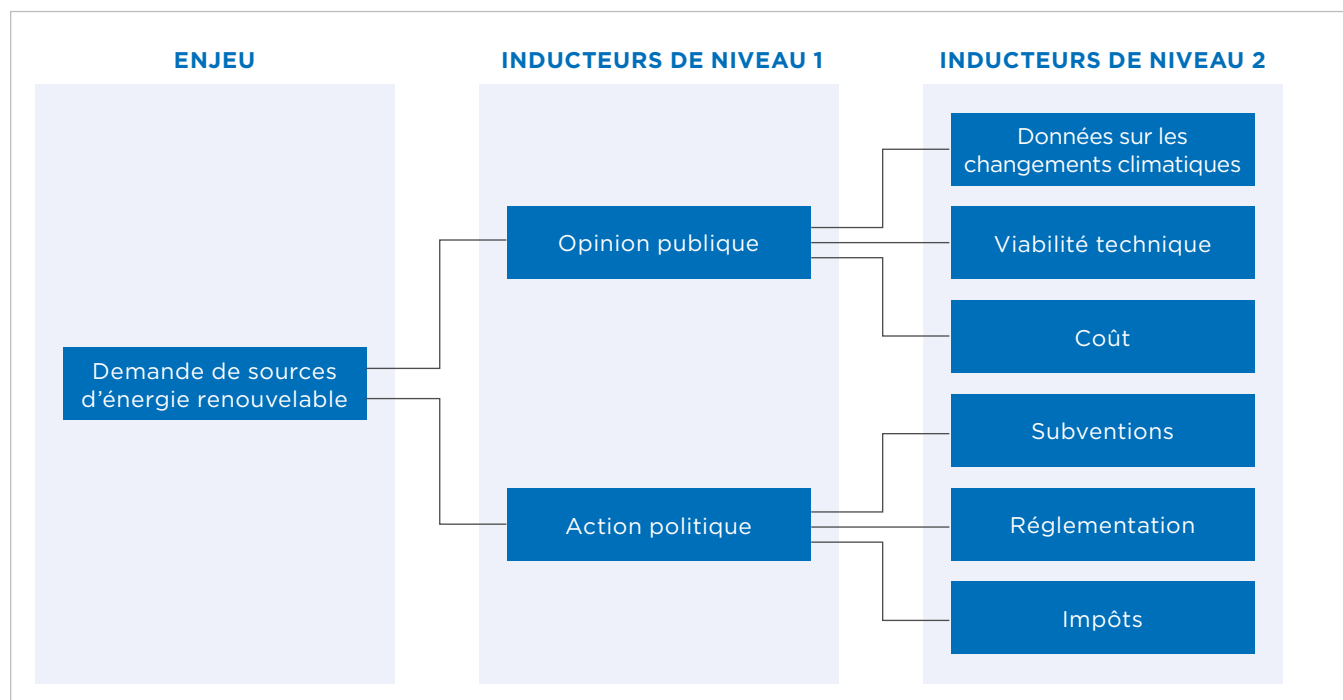 ENJEU
INDUCTEURS DE NIVEAU 1
INDUCTEURS DE NIVEAU 2
Demande de sources
d’énergie renouvelable
Opinion publique
Action politique
Données sur les
changements climatiques
Viabilité technique
Coût
Subventions
Réglementation
Impôts